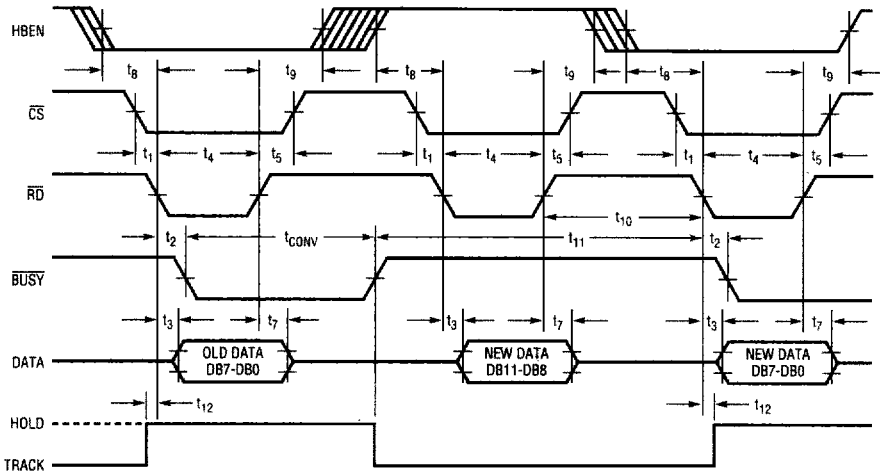 HBEN
t8 t9 t8 t9 t8 t9
CS
t1 t4 t5 t1 t4 t5 t1 t4 t5
RD
t10
t2 tCONV t11 t2
BUSY
t3 t7 t3 t7 t3 t7
DATA
OLD DATA
DB7-DB0
NEW DATA
DB11-DB8
NEW DATA
DB7-DB0
t12 t12
HOLD
TRACK